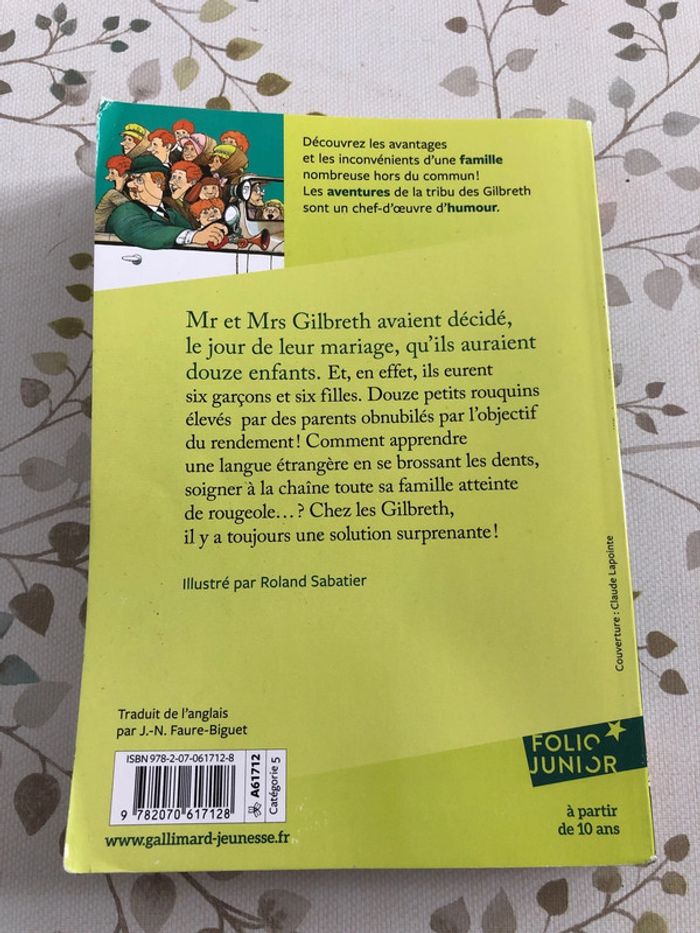 Découvrez les avantages
et les inconvénients d'une famille
nombreuse hors du commun !
Les aventures de la tribu des Gilbreth
sont un chef-d'œuvre d'humour.
Mr et Mrs Gilbreth avaient décidé,
le jour de leur mariage, qu'ils auraient
douze enfants. Et, en effet, ils eurent
six garçons et six filles. Douze petits rouquins
élevés par des parents obnubilés par l'objectif
du rendement ! Comment apprendre
une langue étrangère en se brossant les dents,
soigner à la chaîne toute sa famille atteinte
de rougeole... ? Chez les Gilbreth,
il y a toujours une solution surprenante !
Illustré par Roland Sabatier
Couverture : Claude Lapointe
Traduit de l'anglais
par J.-N. Faure-Biguet
ISBN 978-2-07-061712-8
9 782070 617128
A61712
Catégorie 5
www.gallimard-jeunesse.fr
FOLIO
JUNIOR
à partir
de 10 ans